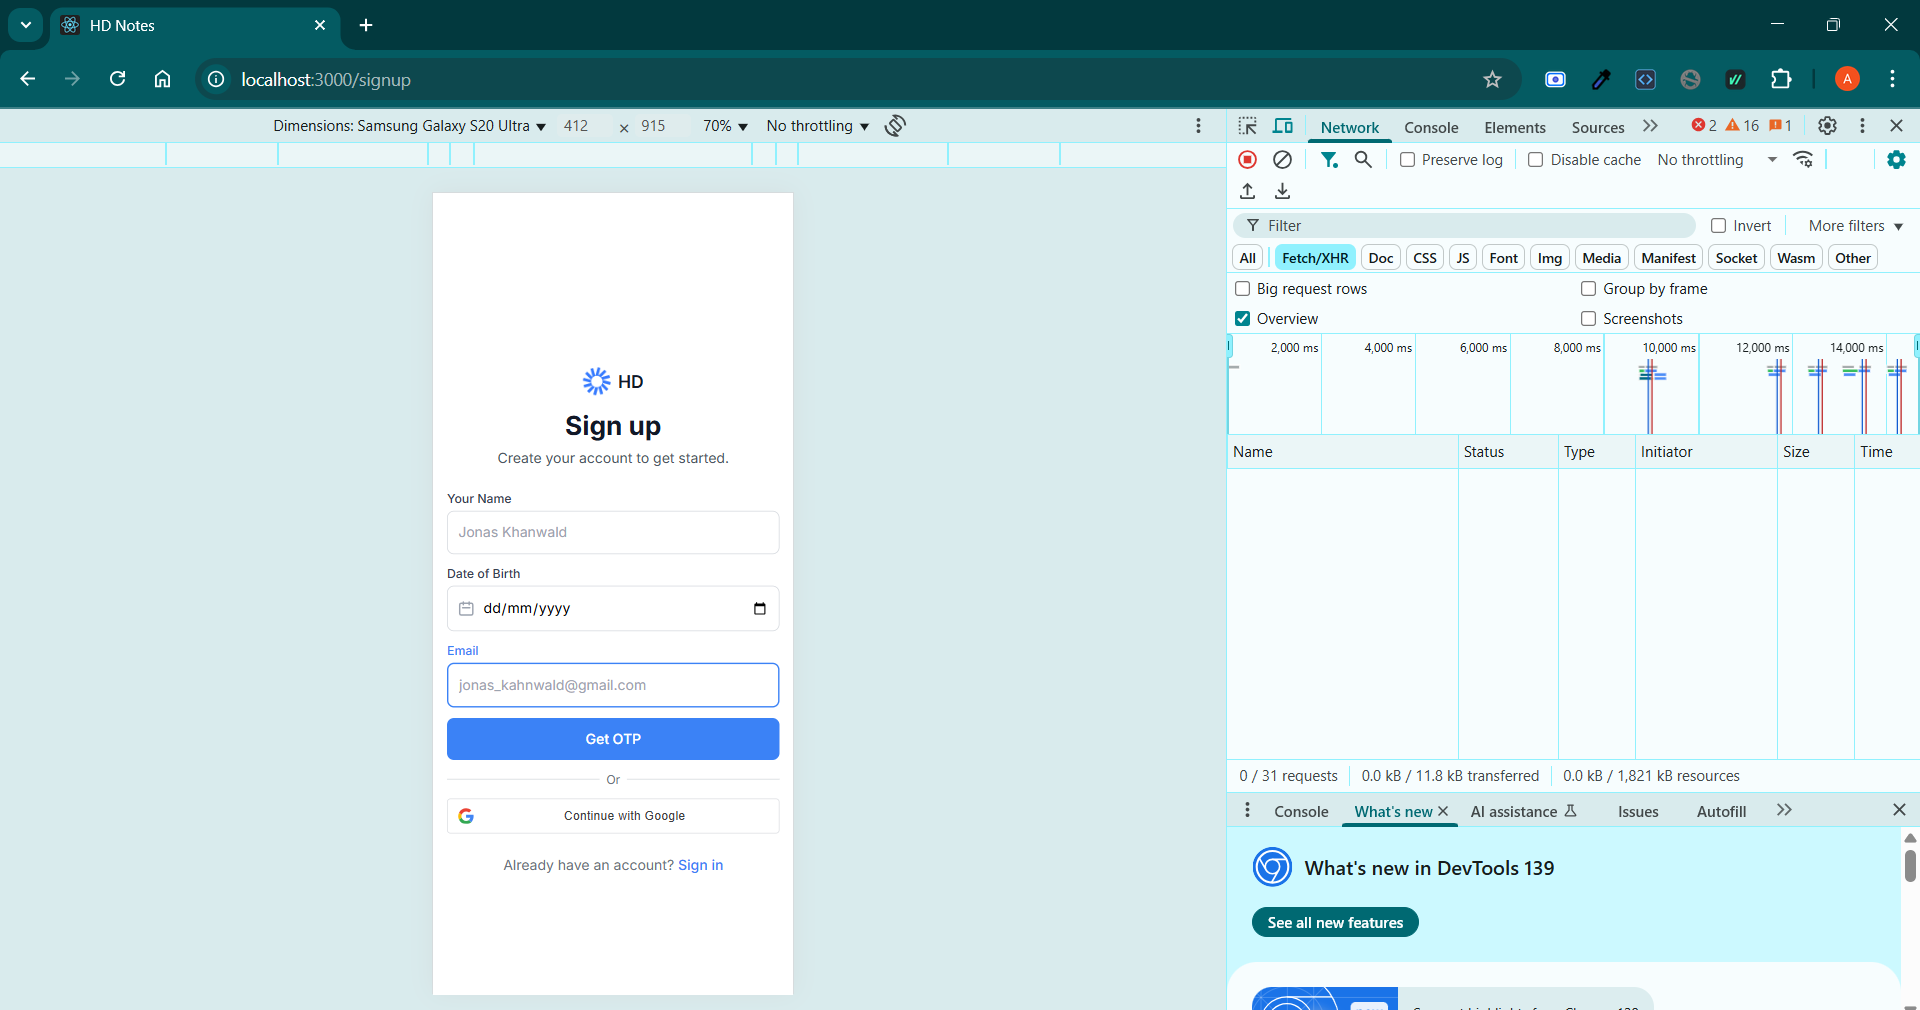 HD Notes
localhost:3000/signup
A
Dimensions: Samsung Galaxy S20 Ultra ▼ 412 × 915 70% ▼ No throttling ▼
HD
Sign up
Create your account to get started.
Your Name
Jonas Khanwald
Date of Birth
dd/mm/yyyy
Email
jonas_kahnwald@gmail.com
Get OTP
Or
Continue with Google
Already have an account? Sign in
Network Console Elements Sources 2 16 1
Preserve log Disable cache No throttling
Filter Invert More filters ▼
All Fetch/XHR Doc CSS JS Font Img Media Manifest Socket Wasm Other
Big request rows Group by frame
Overview Screenshots
2,000 ms 4,000 ms 6,000 ms 8,000 ms 10,000 ms 12,000 ms 14,000 ms
Name Status Type Initiator Size Time
0 / 31 requests 0.0 kB / 11.8 kB transferred 0.0 kB / 1,821 kB resources
Console What's new AI assistance Issues Autofill
What's new in DevTools 139
See all new features